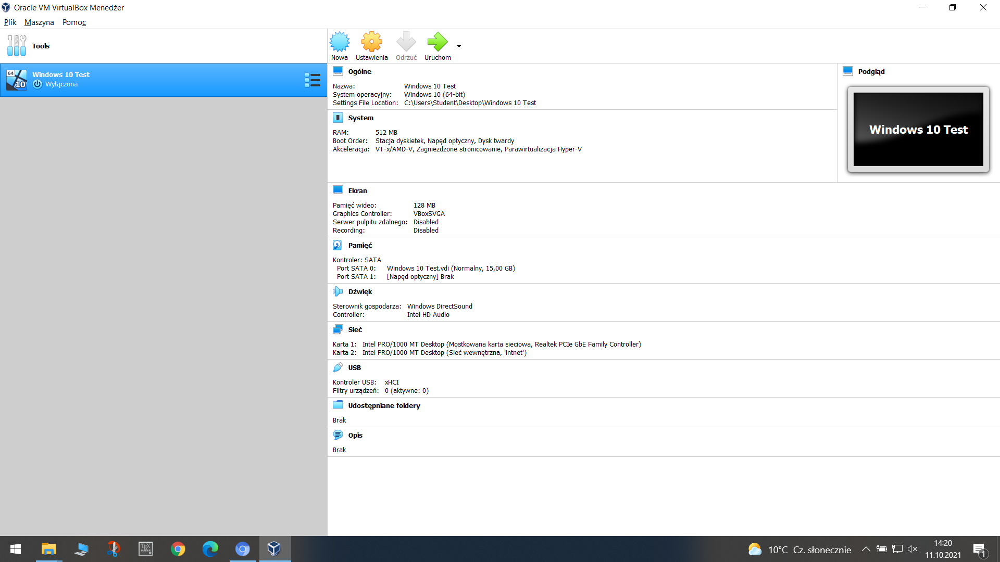 Oracle VM VirtualBox Menedżer
Plik Maszyna Pomoc
Tools
64
10
Windows 10 Test
Wyłączona
Nowa Ustawienia Odrzuć Uruchom
Ogólne
Nazwa: Windows 10 Test
System operacyjny: Windows 10 (64-bit)
Settings File Location: C:\Users\Student\Desktop\Windows 10 Test
Podgląd
Windows 10 Test
System
RAM: 512 MB
Boot Order: Stacja dyskietek, Napęd optyczny, Dysk twardy
Akceleracja: VT-x/AMD-V, Zagnieżdżone stronicowanie, Parawirtualizacja Hyper-V
Ekran
Pamięć wideo: 128 MB
Graphics Controller: VBoxSVGA
Serwer pulpitu zdalnego: Disabled
Recording: Disabled
Pamięć
Kontroler: SATA
Port SATA 0: Windows 10 Test.vdi (Normalny, 15,00 GB)
Port SATA 1: [Napęd optyczny] Brak
Dźwięk
Sterownik gospodarza: Windows DirectSound
Controller: Intel HD Audio
Sieć
Karta 1: Intel PRO/1000 MT Desktop (Mostkowana karta sieciowa, Realtek PCIe GbE Family Controller)
Karta 2: Intel PRO/1000 MT Desktop (Sieć wewnętrzna, 'intnet')
USB
Kontroler USB: xHCI
Filtry urządzeń: 0 (aktywne: 0)
Udostępniane foldery
Brak
Opis
Brak
TEX
MAKER
10°C Cz. słonecznie
14:20
11.10.2021
1